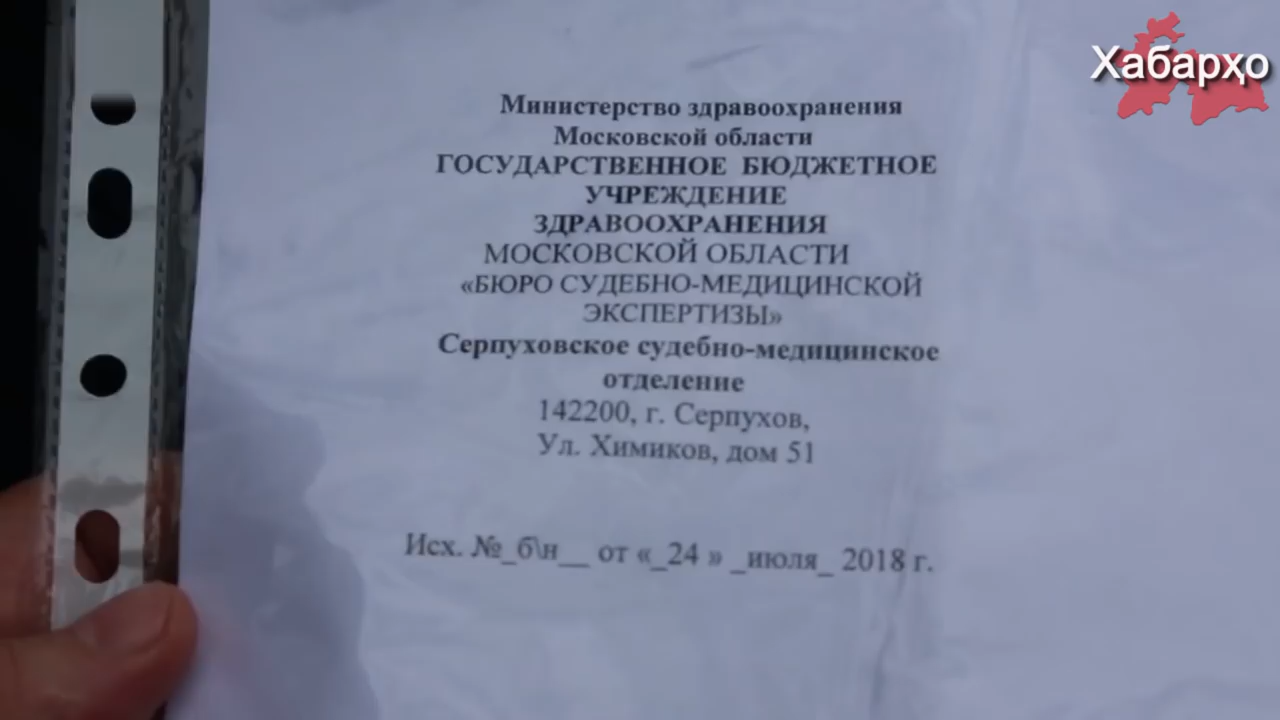 Хабарҳо
Министерство здравоохранения
Московской области
ГОСУДАРСТВЕННОЕ БЮДЖЕТНОЕ
УЧРЕЖДЕНИЕ
ЗДРАВООХРАНЕНИЯ
МОСКОВСКОЙ ОБЛАСТИ
«БЮРО СУДЕБНО-МЕДИЦИНСКОЙ
ЭКСПЕРТИЗЫ»
Серпуховское судебно-медицинское
отделение
142200, г. Серпухов,
Ул. Химиков, дом 51
Исх. №_б\н__ от «_24 » _июля_ 2018 г.